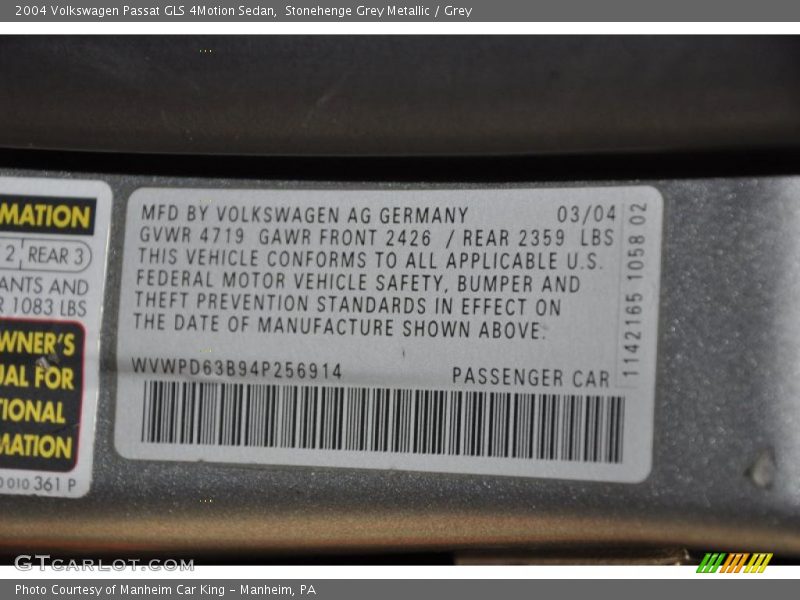 2004 Volkswagen Passat GLS 4Motion Sedan, Stonehenge Grey Metallic / Grey
MATION
2 REAR 3
ANTS AND
R 1083 LBS
WNER'S
UAL FOR
TIONAL
MATION
0 010 361 P
MFD BY VOLKSWAGEN AG GERMANY 03/04
GVWR 4719 GAWR FRONT 2426 / REAR 2359 LBS
THIS VEHICLE CONFORMS TO ALL APPLICABLE U.S.
FEDERAL MOTOR VEHICLE SAFETY, BUMPER AND
THEFT PREVENTION STANDARDS IN EFFECT ON
THE DATE OF MANUFACTURE SHOWN ABOVE.
WVWPD63B94P256914 PASSENGER CAR
1142165 1058 02
GTCARLOT.COM
Photo Courtesy of Manheim Car King - Manheim, PA